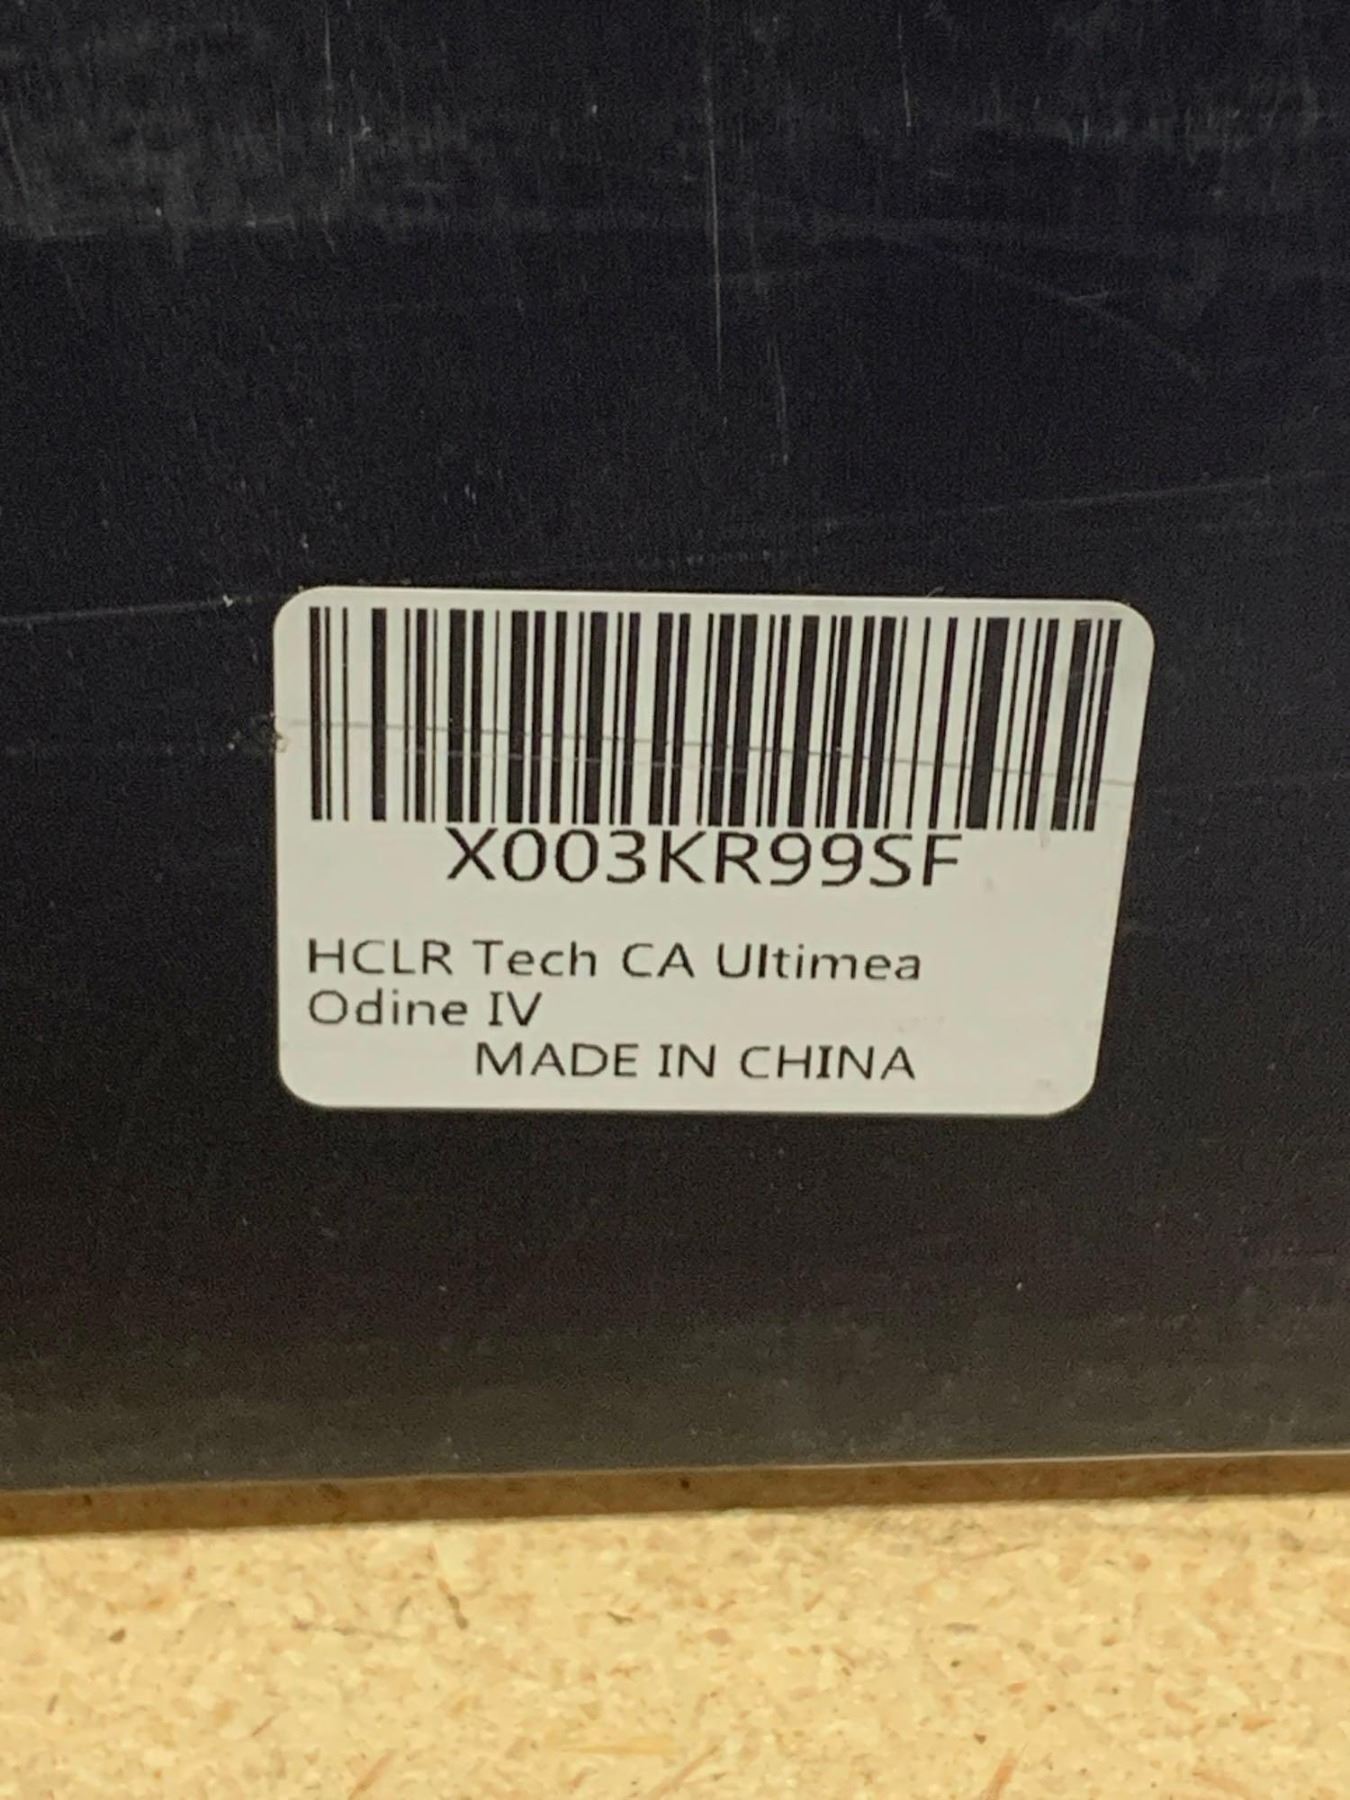 X003KR99SF
HCLR Tech CA Ultimea
Odine IV
MADE IN CHINA